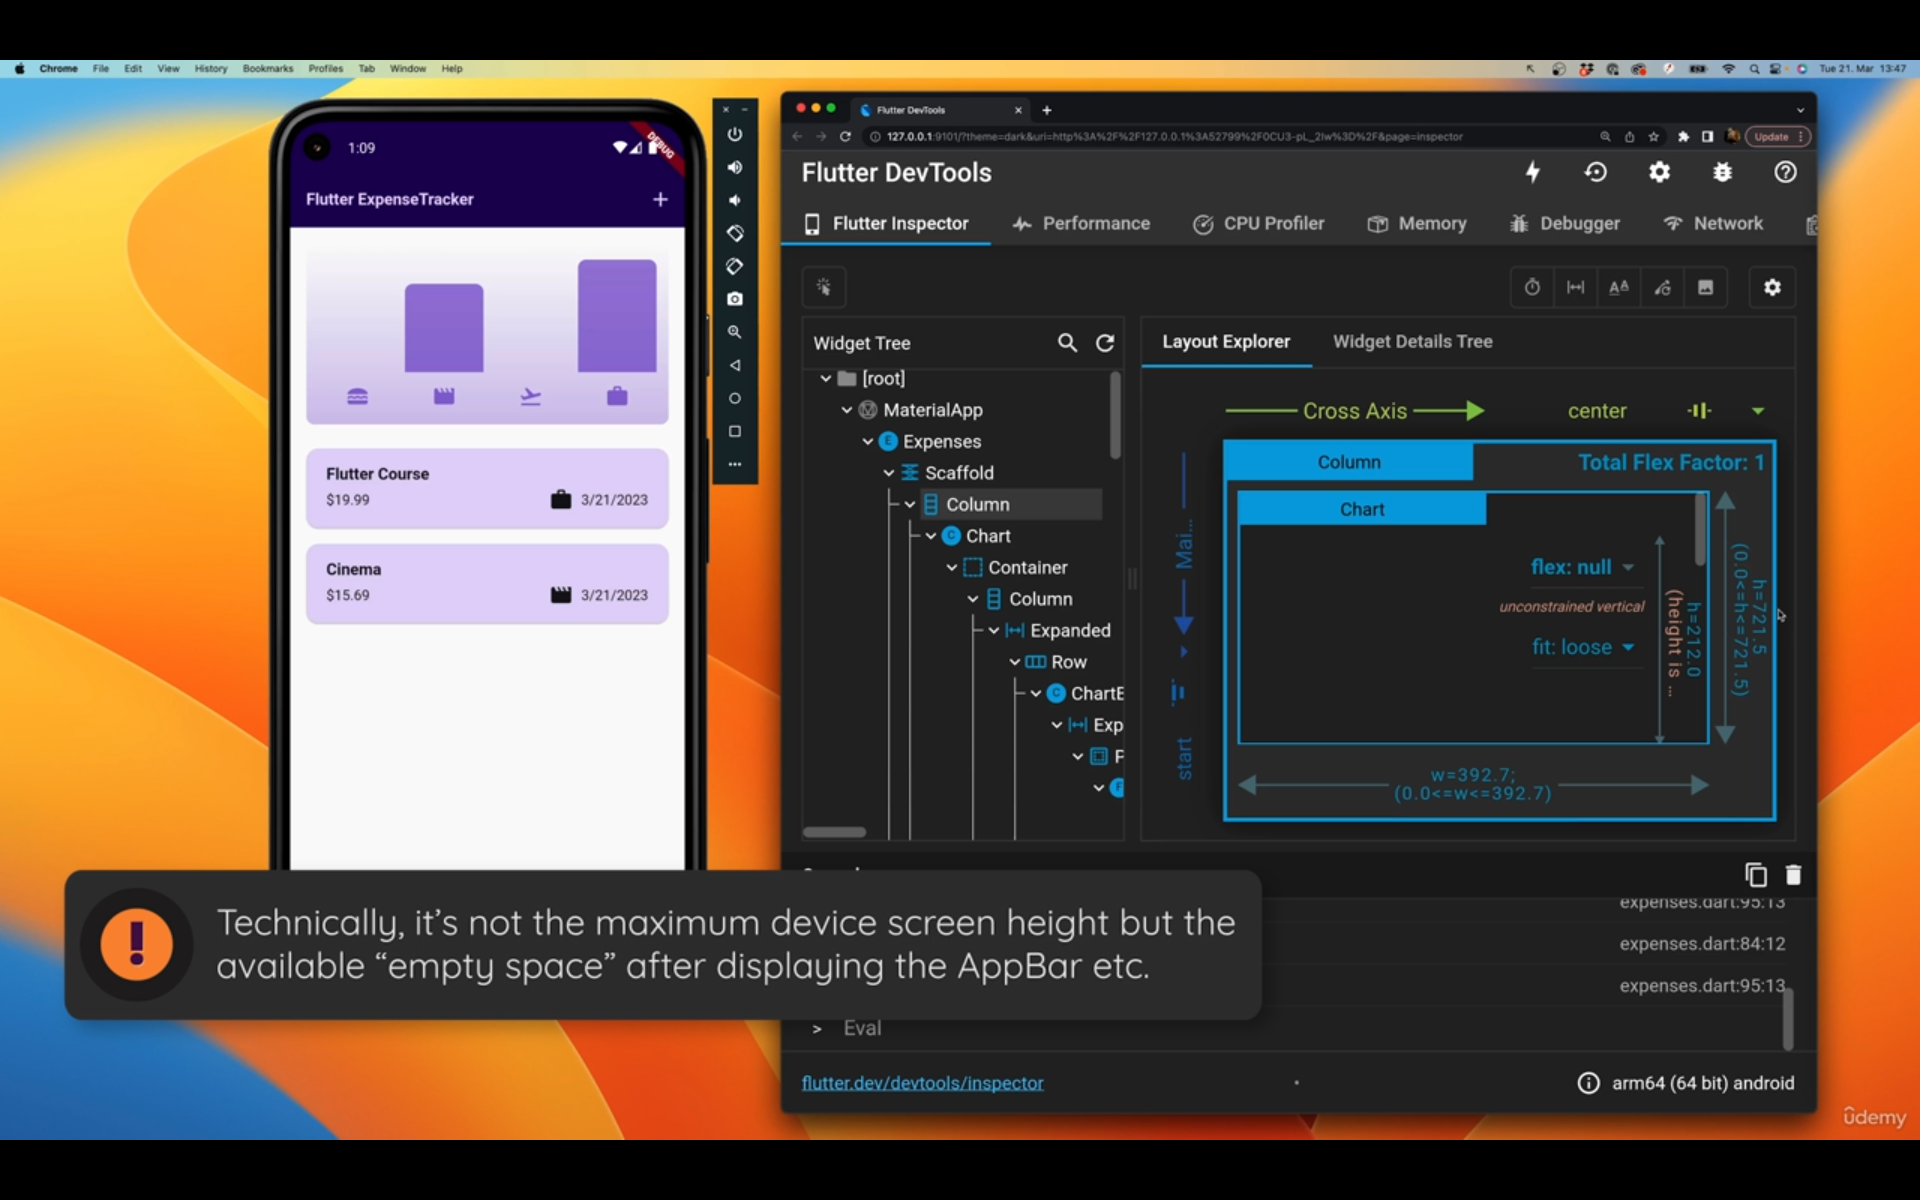 Chrome File Edit View History Bookmarks Profiles Tab Window Help
Tue 21. Mar 13:47
1:09
DEBUG
Flutter ExpenseTracker
Flutter Course
$19.99
3/21/2023
Cinema
$15.69
3/21/2023
Flutter DevTools
127.0.0.1:9101/?theme=dark&uri=http%3A%2F%2F127.0.0.1%3A52799%2F0CU3-pL_2Iw%3D%2F&page=inspector
Update
Flutter DevTools
Flutter Inspector Performance CPU Profiler Memory Debugger Network
Widget Tree
[root]
MaterialApp
Expenses
Scaffold
Column
Chart
Container
Column
Expanded
Row
ChartB
Exp
P
F
Layout Explorer Widget Details Tree
Cross Axis center
Mai...
start
Column
Total Flex Factor: 1
Chart
flex: null
unconstrained vertical
fit: loose
h=212.0
(height is ...
h=721.5
(0.0<=h<=721.5)
w=392.7;
(0.0<=w<=392.7)
expenses.dart:95:13
expenses.dart:84:12
expenses.dart:95:13
> Eval
Technically, it's not the maximum device screen height but the
available “empty space” after displaying the AppBar etc.
flutter.dev/devtools/inspector
arm64 (64 bit) android
ûdemy